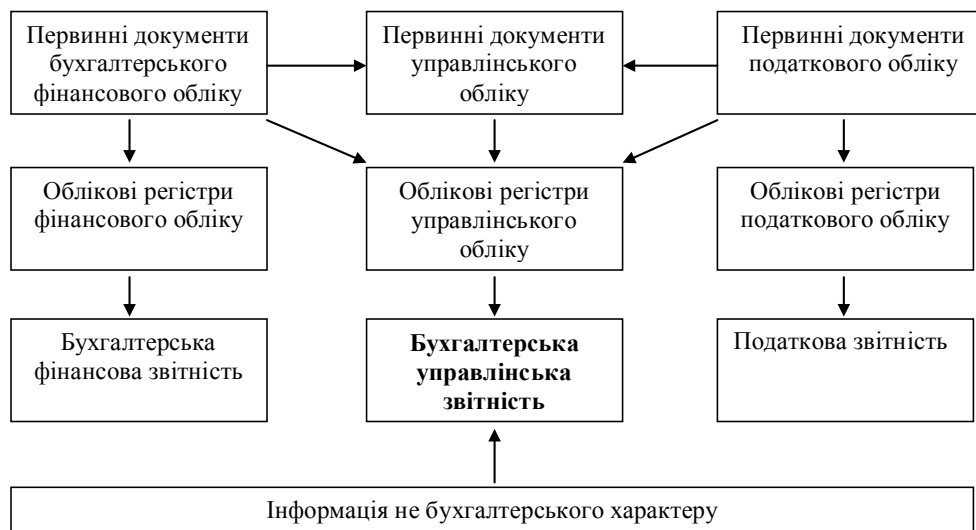 Первинні документи
бухгалтерського
фінансового обліку
Первинні документи
управлінського
обліку
Первинні документи
податкового обліку
Облікові регістри
фінансового обліку
Облікові регістри
управлінського
обліку
Облікові регістри
податкового обліку
Бухгалтерська
фінансова звітність
Бухгалтерська
управлінська
звітність
Податкова звітність
Інформація не бухгалтерського характеру